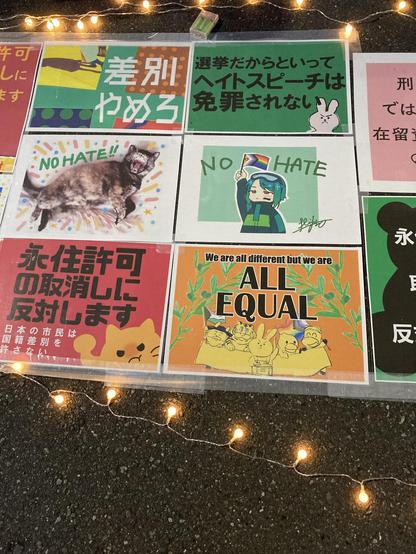 許可
しに
ます
差別
やめろ
選挙だからといって
ヘイトスピーチは
免罪されない
刑
では
在留資
NO HATE!!
NO HATE
永住許可
の取消しに
反対します
日本の市民は
国籍差別を
許さない
We are all different but we are
ALL
EQUAL
永
の
反